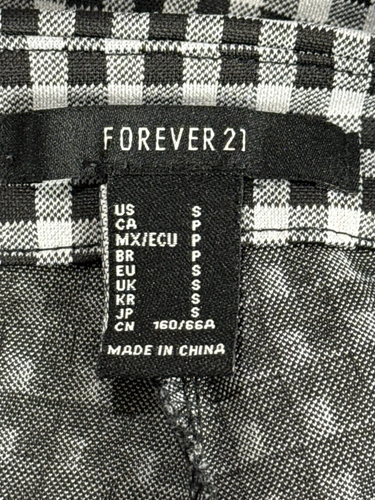 FOREVER 21
US S
CA P
MX/ECU P
BR P
EU S
UK S
KR S
JP S
CN 160/66A
MADE IN CHINA